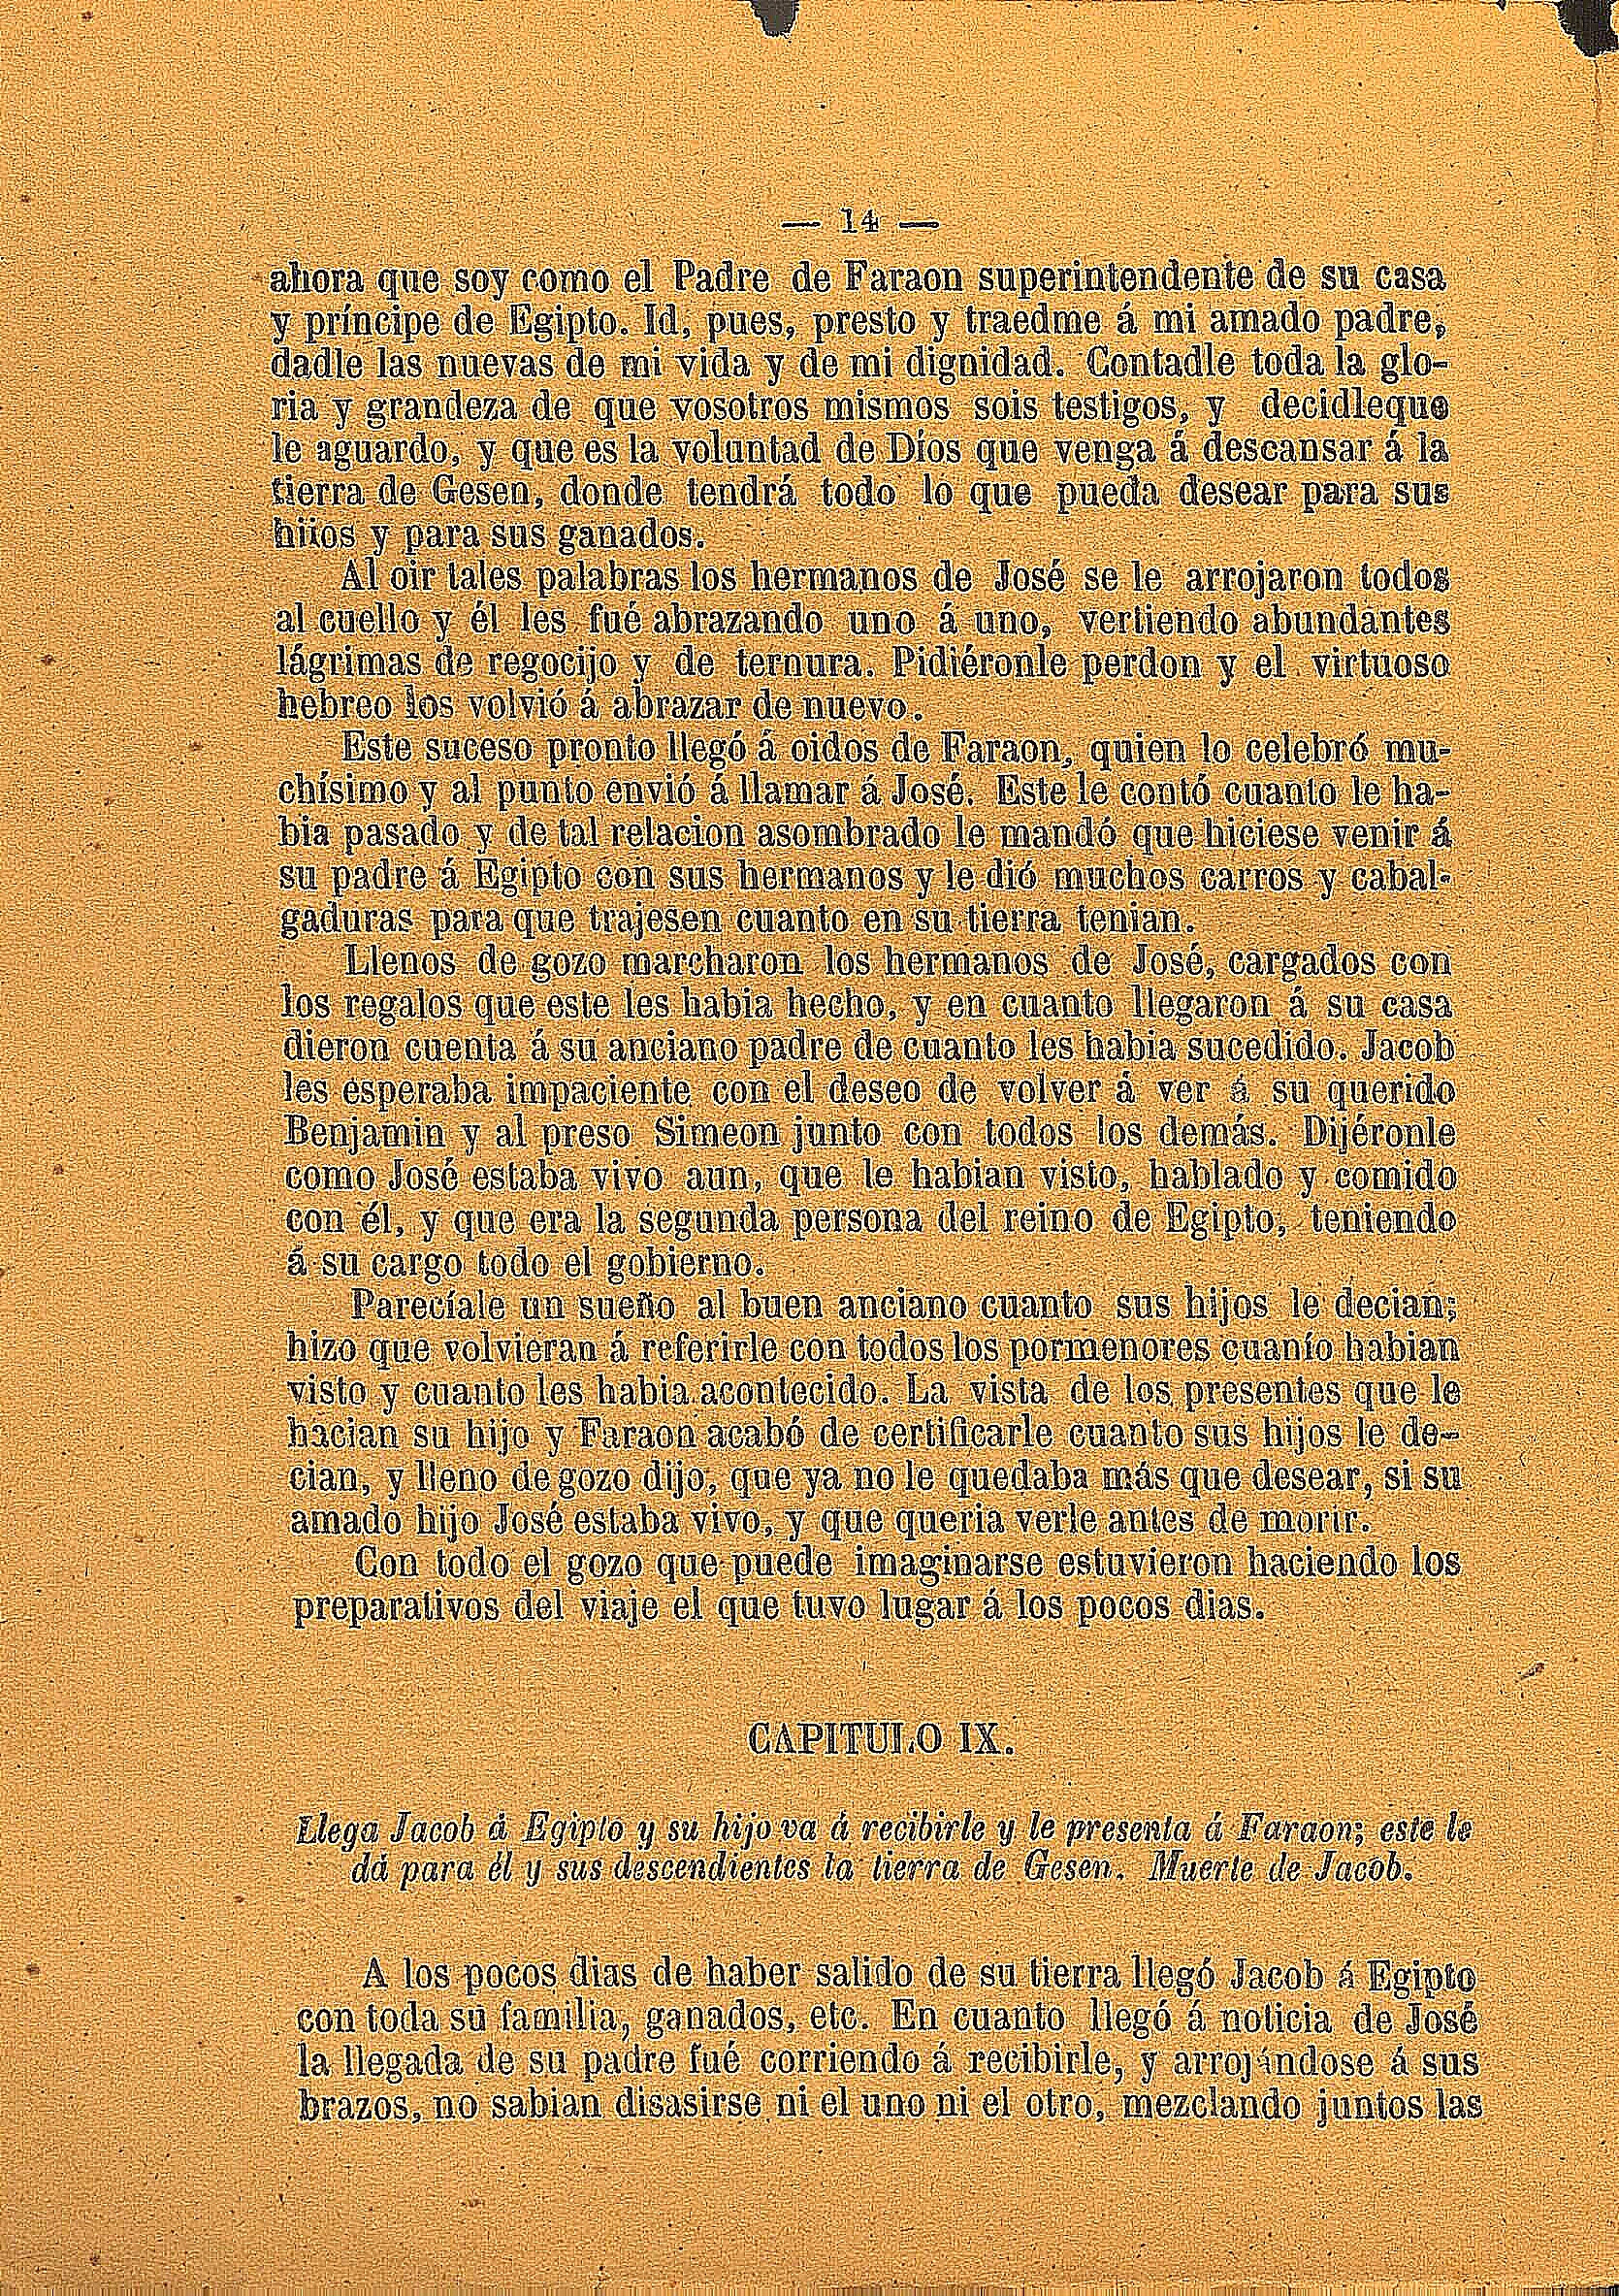 — 14 —
ahora que soy como el Padre de Faraon superintendente de su casa
y príncipe de Egipto. Id, pues, presto y traedme á mi amado padre,
dadle las nuevas de mi vida y de mi dignidad. Contadle toda la glo-
ria y grandeza de que vosotros mismos sois testigos, y decidleque
le aguardo, y que es la voluntad de Díos que venga á descansar á la
tierra de Gesen, donde tendrá todo lo que pueda desear para sus
hijos y para sus ganados.
Al oir tales palabras los hermanos de José se le arrojaron todos
al cuello y él les fué abrazando uno á uno, vertiendo abundantes
lágrimas de regocijo y de ternura. Pidiéronle perdon y el virtuoso
hebreo los volvió á abrazar de nuevo.
Este suceso pronto llegó á oidos de Faraon, quien lo celebró mu-
chísimo y al punto envió á llamar á José. Este le contó cuanto le ha-
bia pasado y de tal relacion asombrado le mandó que hiciese venir á
su padre á Egipto con sus hermanos y le dió muchos carros y cabal-
gaduras para que trajesen cuanto en su tierra tenian.
Llenos de gozo marcharon los hermanos de José, cargados con
los regalos que este les habia hecho, y en cuanto llegaron á su casa
dieron cuenta á su anciano padre de cuanto les habia sucedido. Jacob
les esperaba impaciente con el deseo de volver á ver á su querido
Benjamin y al preso Simeon junto con todos los demás. Dijéronle
como José estaba vivo aun, que le habian visto, hablado y comido
con él, y que era la segunda persona del reino de Egipto, teniendo
á su cargo todo el gobierno.
Parecíale un sueño al buen anciano cuanto sus hijos le decian;
hizo que volvieran á referirle con todos los pormenores cuanío habian
visto y cuanto les habia acontecido. La vista de los presentes que le
hacian su hijo y Faraon acabó de certificarle cuanto sus hijos le de-
cian, y lleno de gozo dijo, que ya no le quedaba más que desear, si su
amado hijo José estaba vivo, y que queria verle antes de morir.
Con todo el gozo que puede imaginarse estuvieron haciendo los
preparativos del viaje el que tuvo lugar á los pocos dias.
CAPITULO IX.
Llega Jacob á Egipto y su hijo va á recibirle y le presenta á Faraon; este le
dá para él y sus descendientes la tierra de Gesen. Muerte de Jacob.
A los pocos dias de haber salido de su tierra llegó Jacob á Egipto
con toda su familia, ganados, etc. En cuanto llegó á noticia de José
la llegada de su padre fué corriendo á recibirle, y arrojándose á sus
brazos, no sabian disasirse ni el uno ni el otro, mezclando juntos las